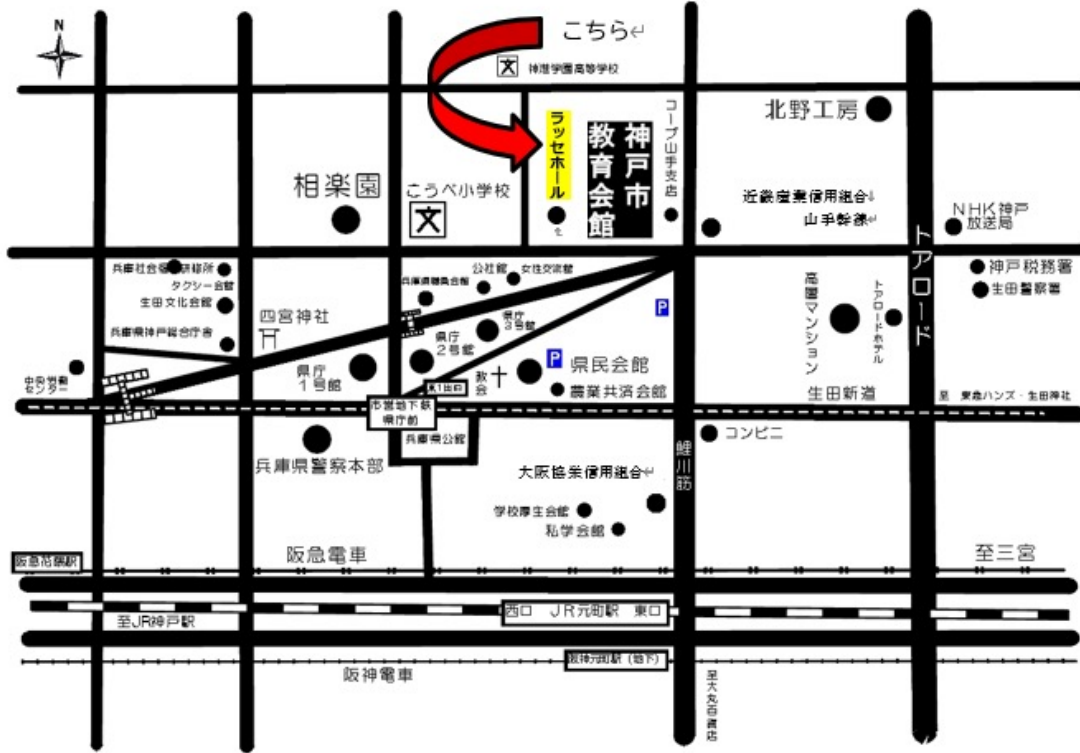 N
こちら
神港学園高等学校
北野工房
コープ山手支店
ラッセホール
神戸市
教育会館
相楽園
こうべ小学校
文
近畿産業信用組合↓
山手幹線
NHK神戸
放送局
トアロード
タクシー会館
生田文化会館
兵庫県神戸総合庁舎
四宮神社
兵庫県職員会館
公社館
女性交流館
県庁
3号館
県庁
2号館
県庁
1号館
P
P
県民会館
教会
農業共済会館
高層マンション
トアロードホテル
神戸税務署
生田警察署
中央労働
センター
市営地下鉄
県庁前
生田新道
至 東急ハンズ・生田神社
兵庫県公館
兵庫県警察本部
コンビニ
鯉川筋
大阪協栄信用組合
学校厚生会館
私学会館
阪急花隈駅
阪急電車
至三宮
西口 JR元町駅 東口
至JR神戸駅
阪神元町駅(地下)
阪神電車
至大丸百貨店